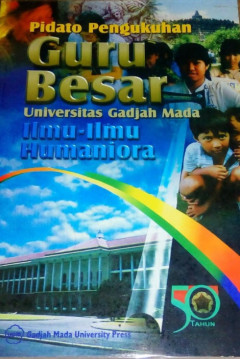 Pidato Pengukuhan
Guru
Besar
Universitas Gadjah Mada
Ilmu-Ilmu
Humaniora
50
TAHUN
Gadjah Mada University Press